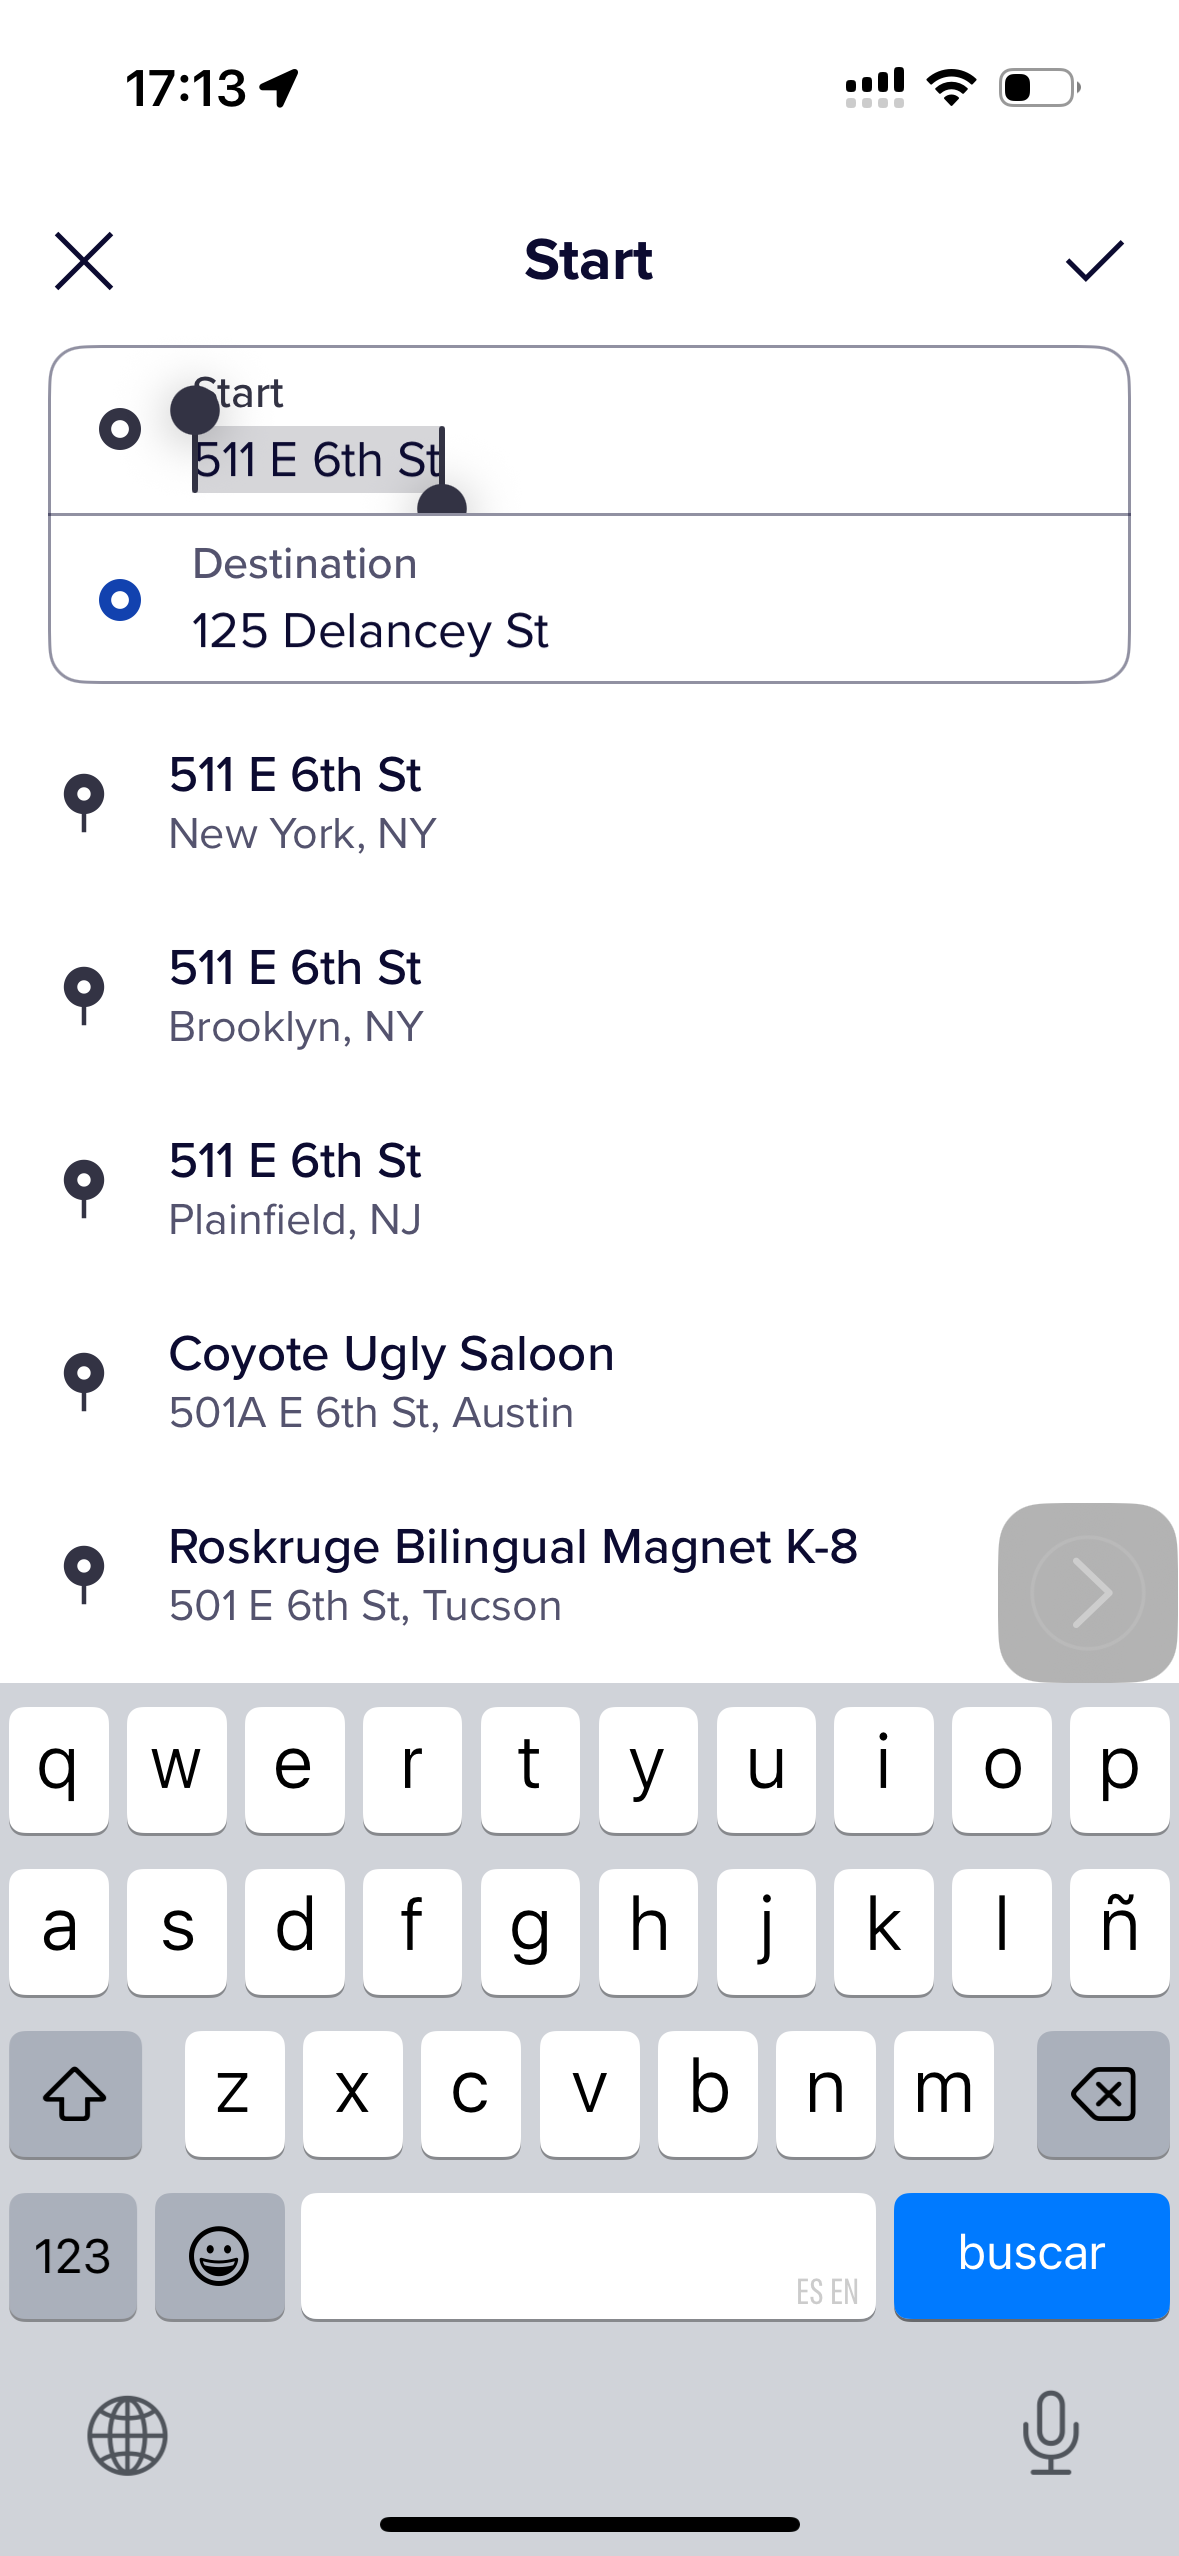 17:13
Start
Start
511 E 6th St
Destination
125 Delancey St
511 E 6th St
New York, NY
511 E 6th St
Brooklyn, NY
511 E 6th St
Plainfield, NJ
Coyote Ugly Saloon
501A E 6th St, Austin
Roskruge Bilingual Magnet K-8
501 E 6th St, Tucson
q w e r t y u i o p
a s d f g h j k l ñ
z x c v b n m
123 ES EN buscar